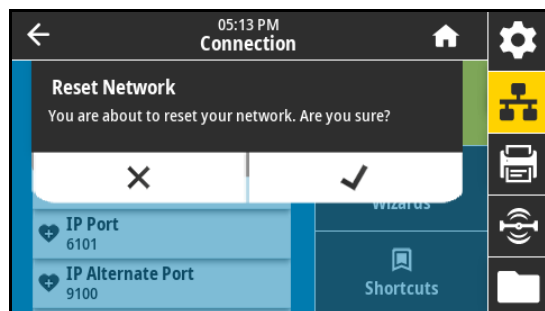 05:13 PM
Connection
Reset Network
You are about to reset your network. Are you sure?
Wizards
IP Port
6101
IP Alternate Port
9100
Shortcuts